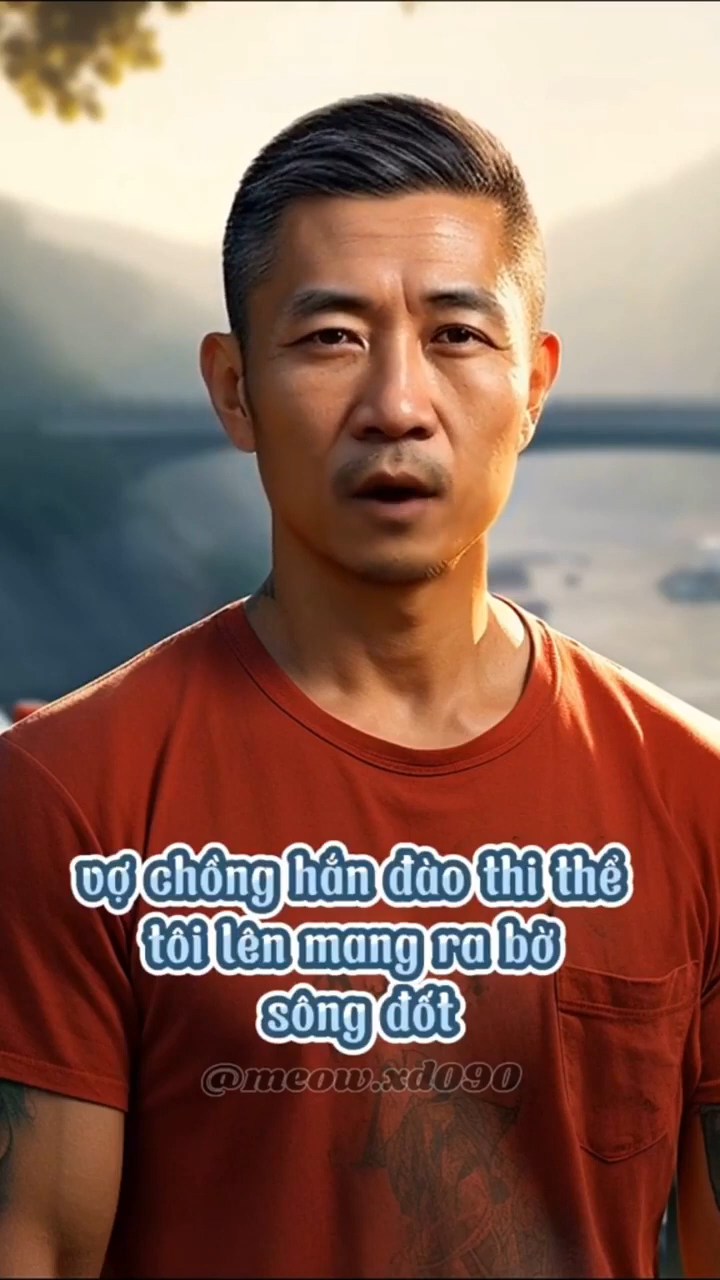 vợ chồng hắn đào thi thể
tôi lên mang ra bờ
sông đốt
@meow.xd090